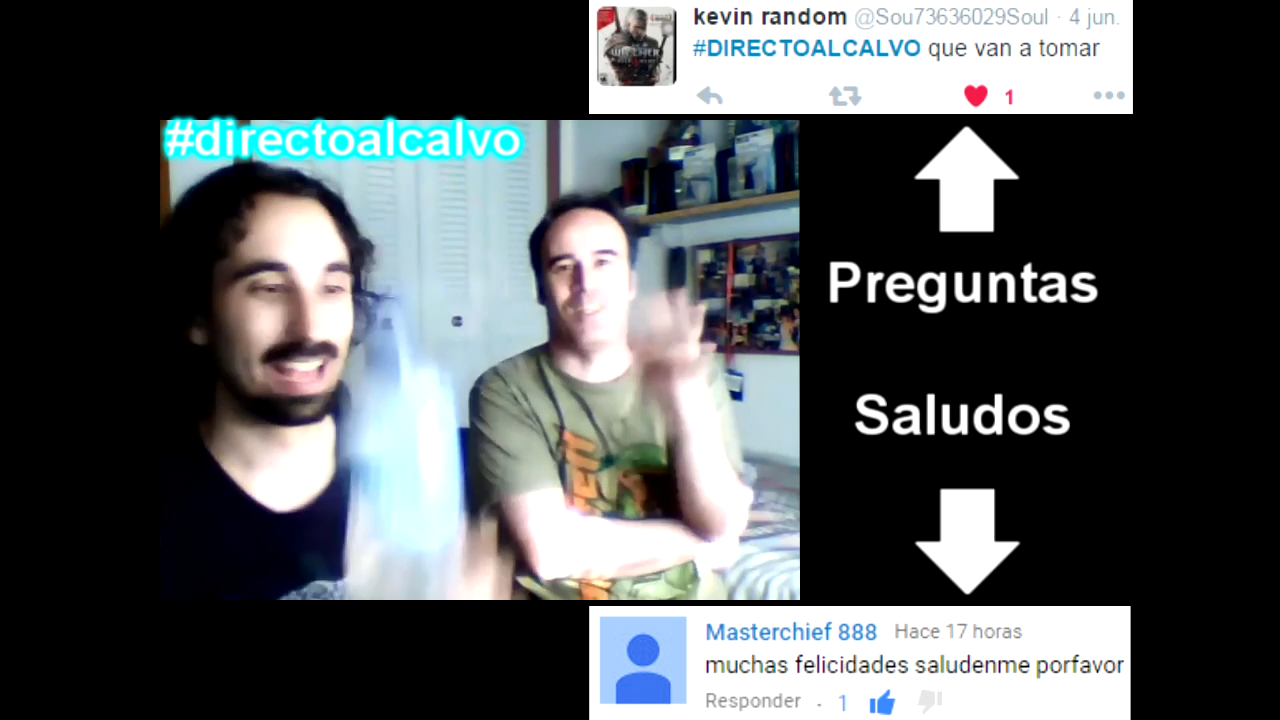 kevin random @Sou73636029Soul · 4 jun.
#DIRECTOALCALVO que van a tomar
1
#directoalcalvo
Preguntas
Saludos
Masterchief 888 Hace 17 horas
muchas felicidades saludenme porfavor
Responder · 1